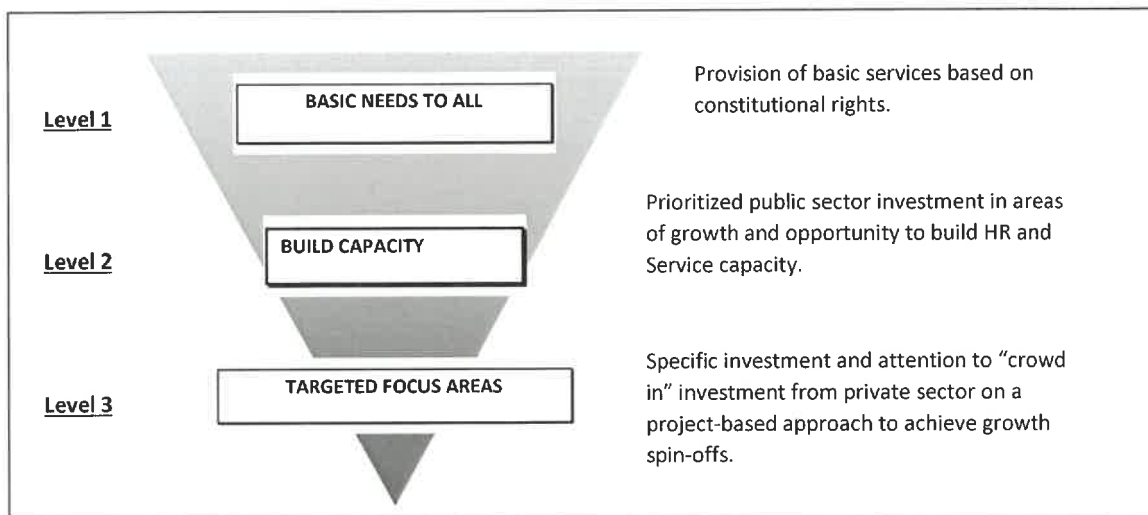 Level 1
BASIC NEEDS TO ALL
Provision of basic services based on
constitutional rights.
Level 2
BUILD CAPACITY
Prioritized public sector investment in areas
of growth and opportunity to build HR and
Service capacity.
Level 3
TARGETED FOCUS AREAS
Specific investment and attention to “crowd
in” investment from private sector on a
project-based approach to achieve growth
spin-offs.